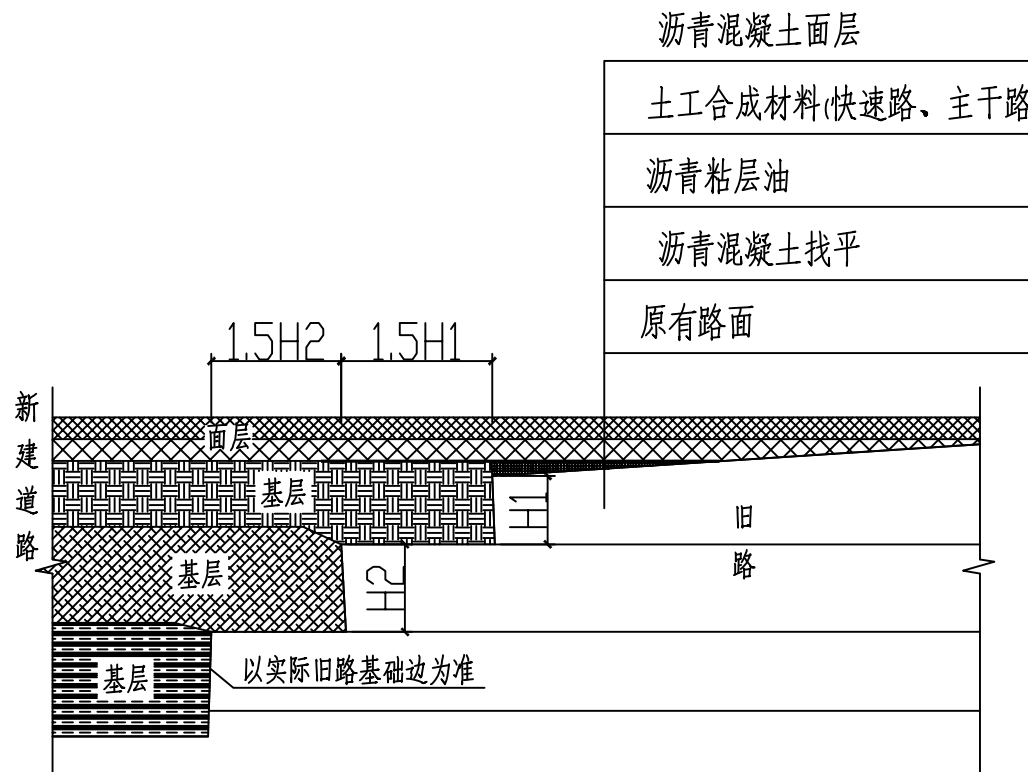 沥青混凝土面层
土工合成材料(快速路、主干路
沥青粘层油
沥青混凝土找平
原有路面
1.5H2
1.5H1
新建道路
面层
基层
H1
旧路
基层
H2
基层
以实际旧路基础边为准